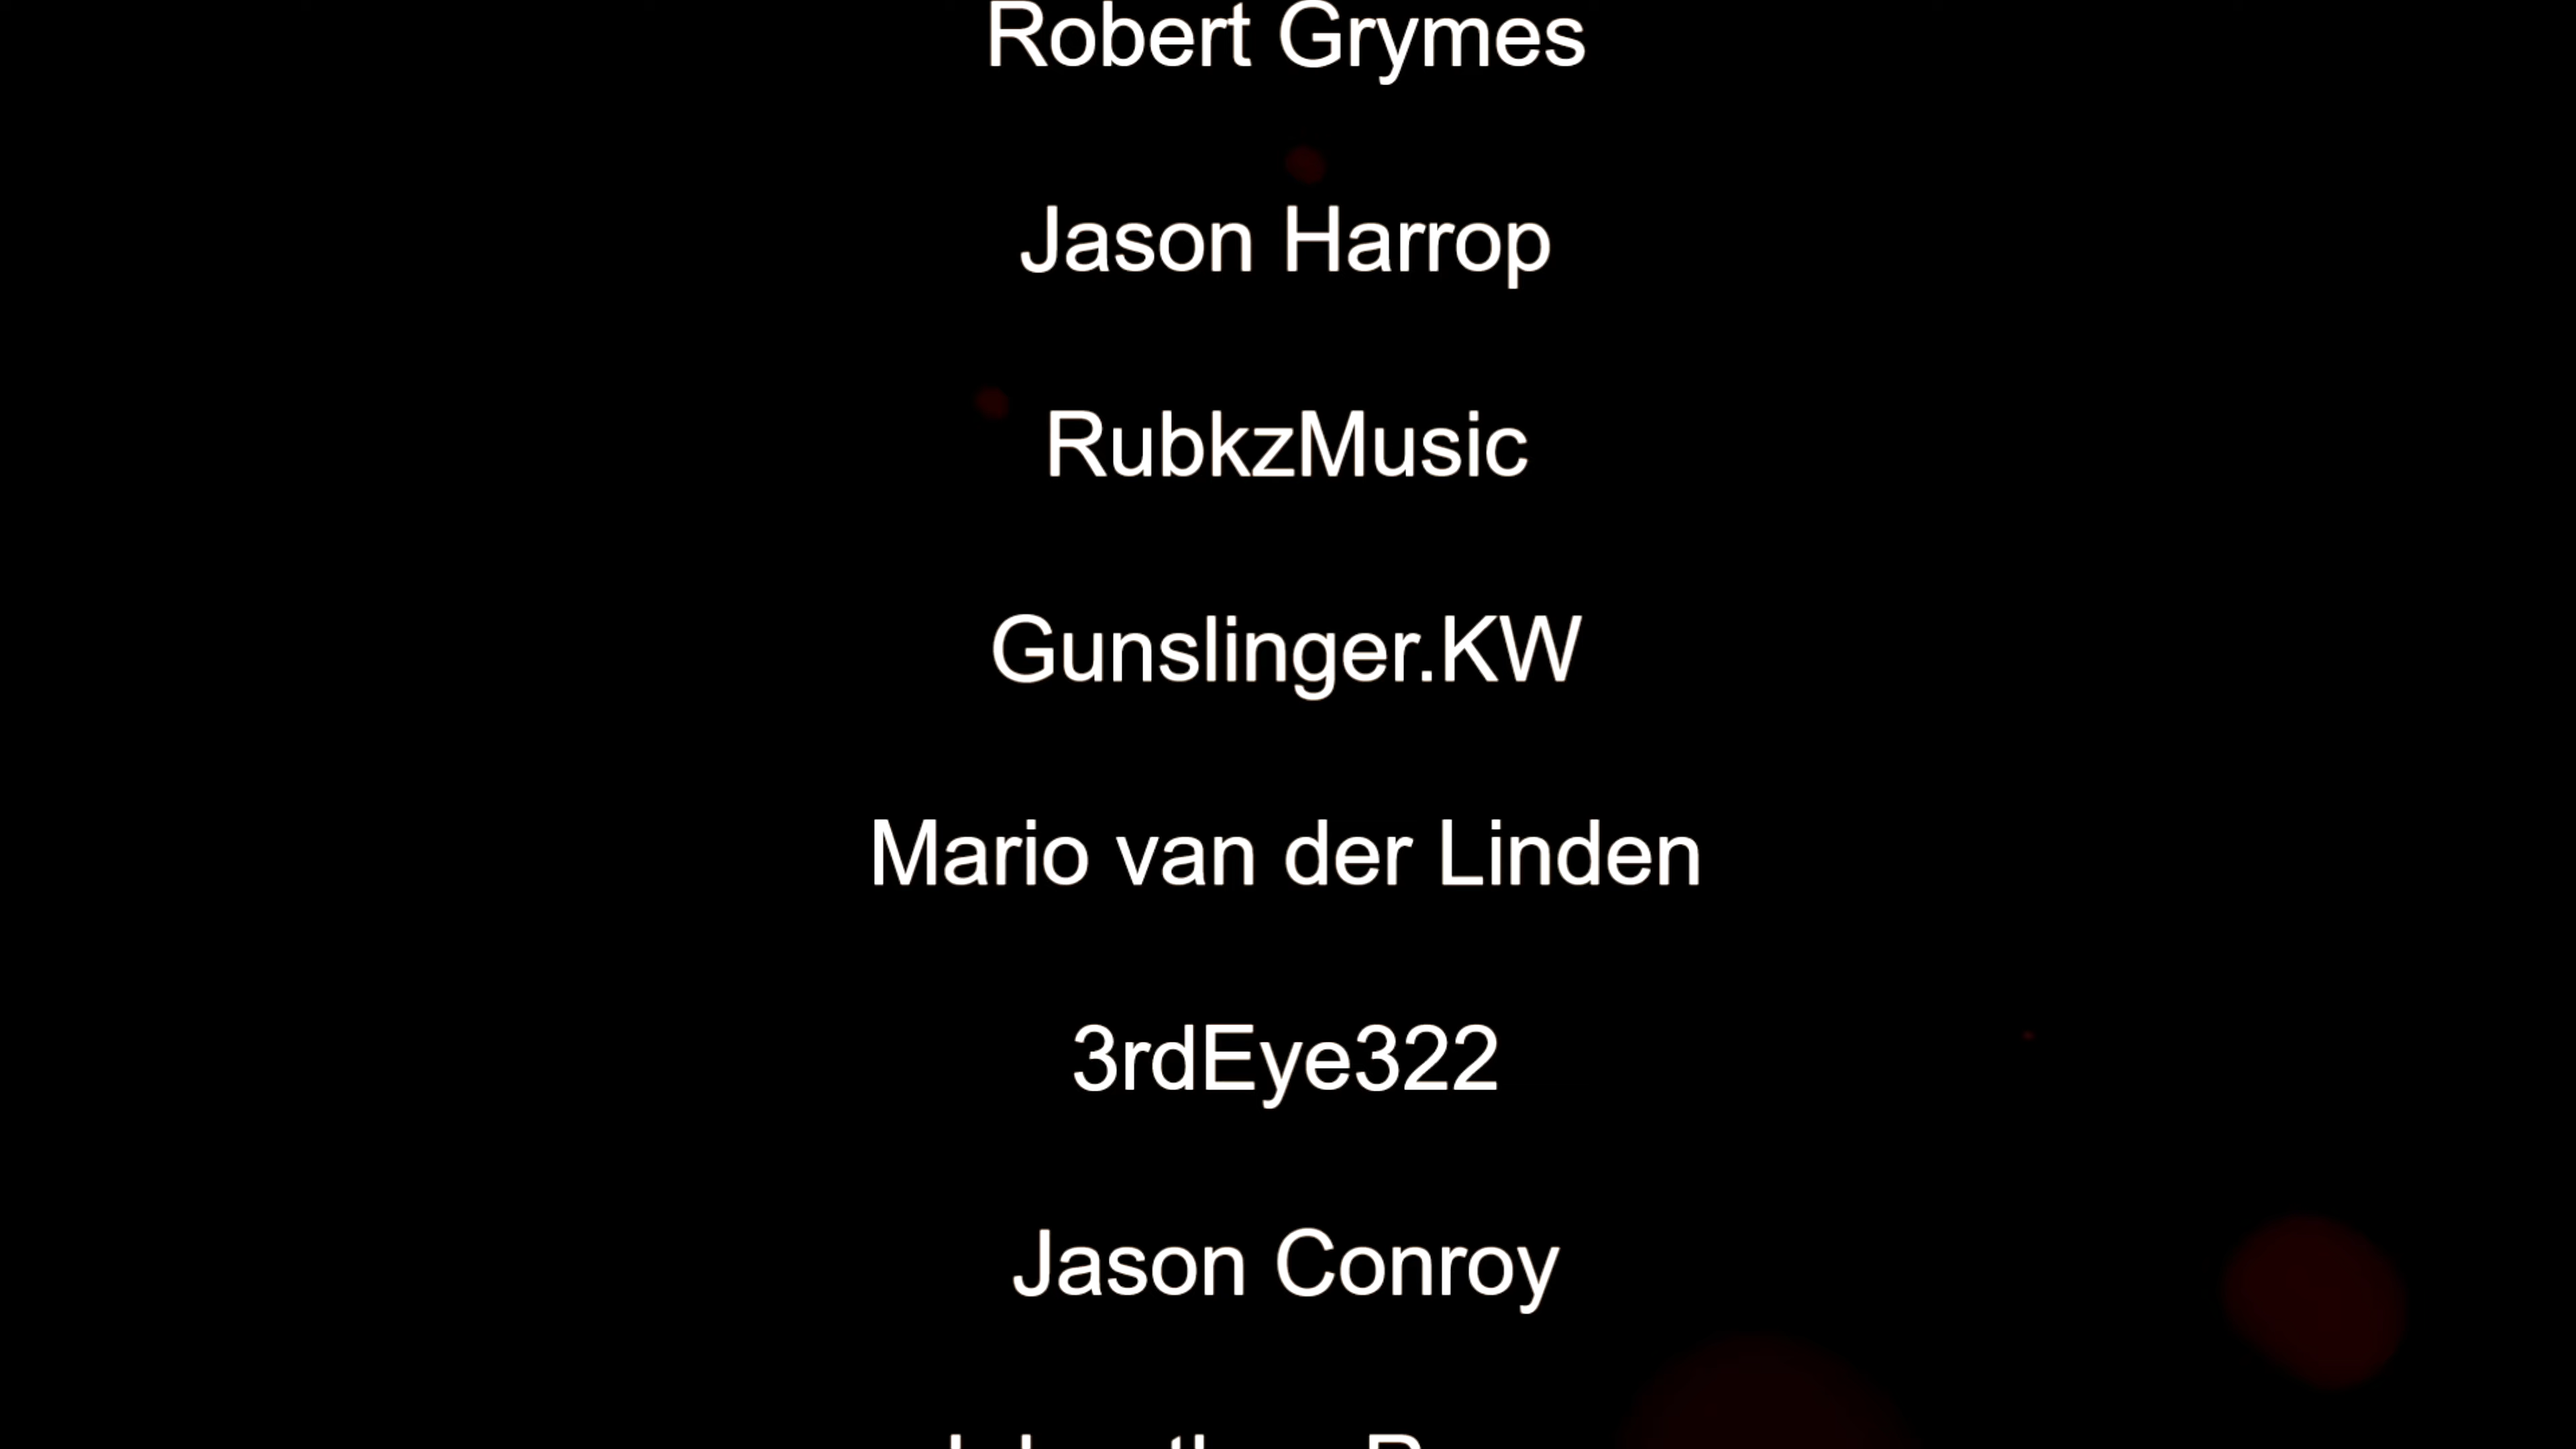 Robert Grymes
Jason Harrop
RubkzMusic
Gunslinger.KW
Mario van der Linden
3rdEye322
Jason Conroy